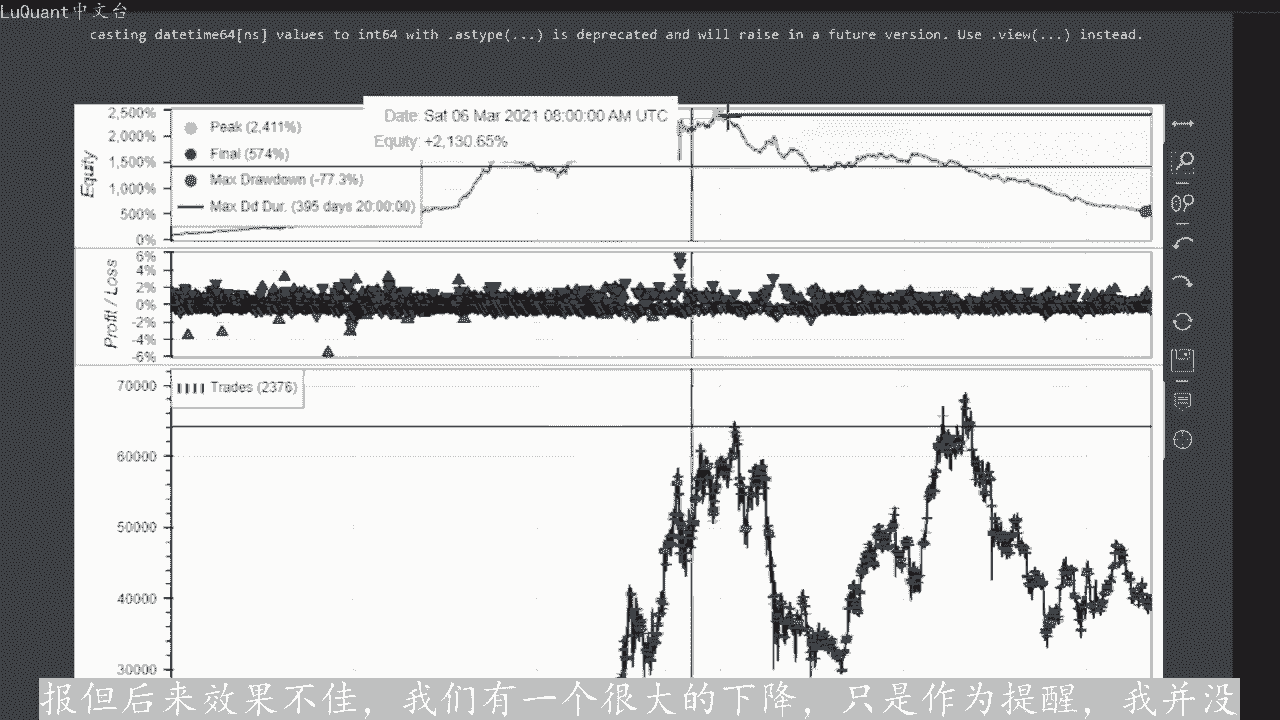 LuQuant中文台
casting datetime64[ns] values to int64 with .astype(...) is deprecated and will raise in a future version. Use .view(...) instead.
Date: Sat 06 Mar 2021 08:00:00 AM UTC
Equity: +2,130.65%
Equity
2,500%
2,000%
1,500%
1,000%
500%
0%
Peak (2,411%)
Final (574%)
Max Drawdown (-77.3%)
Max Dd Dur. (395 days 20:00:00)
Profit / Loss
6%
4%
2%
0%
-2%
-4%
-6%
Trades (2376)
70000
60000
50000
40000
30000
报但后来效果不佳，我们有一个很大的下降，只是作为提醒，我并没